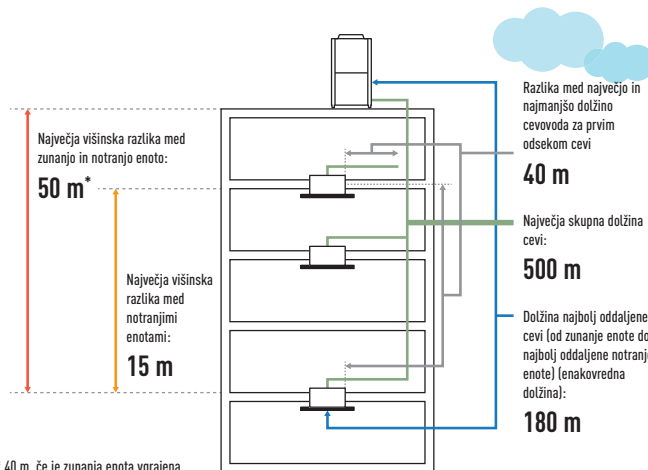 Največja višinska razlika med
zunanjo in notranjo enoto:
50 m*
Največja višinska
razlika med
notranjimi
enotami:
15 m
Razlika med največjo in
najmanjšo dolžino
cevovoda za prvim
odsekom cevi
40 m
Največja skupna dolžina
cevi:
500 m
Dolžina najbolj oddaljene
cevi (od zunanje enote do
najbolj oddaljene notranje
enote) (enakovredna
dolžina):
180 m
40 m, če je zunanja enota vgrajena